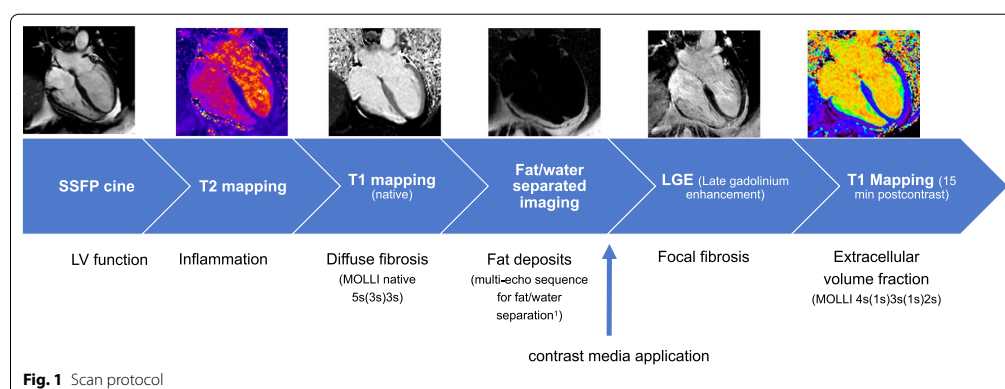 SSFP cine
T2 mapping
T1 mapping
(native)
Fat/water
separated
imaging
LGE (Late gadolinium
enhancement)
T1 Mapping (15
min postcontrast)
LV function
Inflammation
Diffuse fibrosis
(MOLLI native
5s(3s)3s)
Fat deposits
(multi-echo sequence
for fat/water
separation¹)
Focal fibrosis
Extracellular
volume fraction
(MOLLI 4s(1s)3s(1s)2s)
contrast media application
Fig. 1 Scan protocol